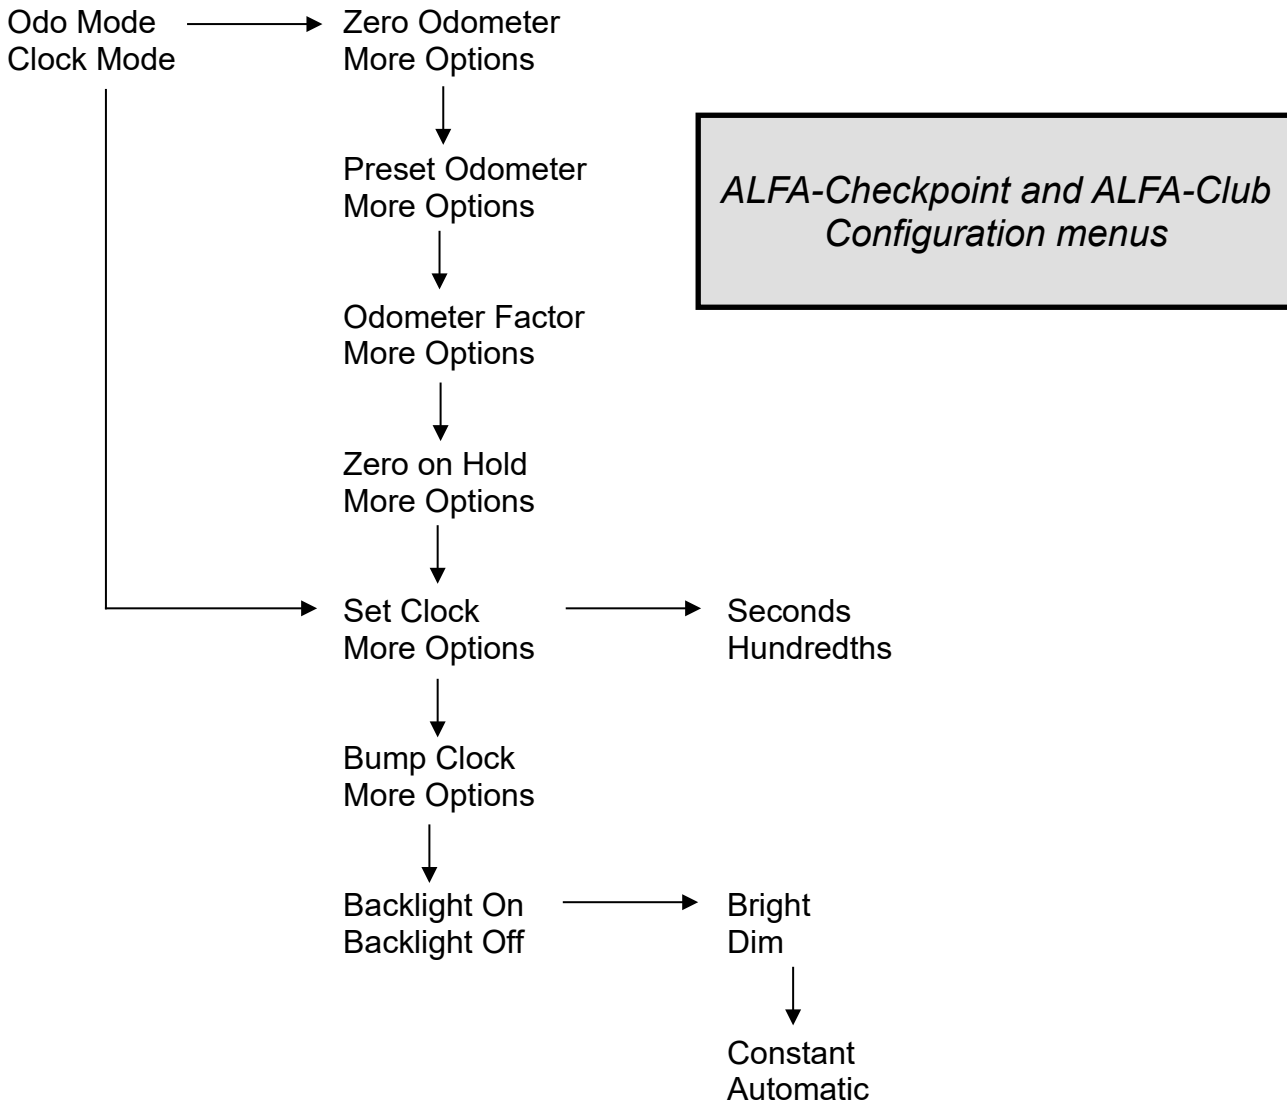 Odo Mode
Clock Mode
Zero Odometer
More Options
ALFA-Checkpoint and ALFA-Club
Configuration menus
Preset Odometer
More Options
Odometer Factor
More Options
Zero on Hold
More Options
Set Clock
More Options
Seconds
Hundredths
Bump Clock
More Options
Backlight On
Backlight Off
Bright
Dim
Constant
Automatic